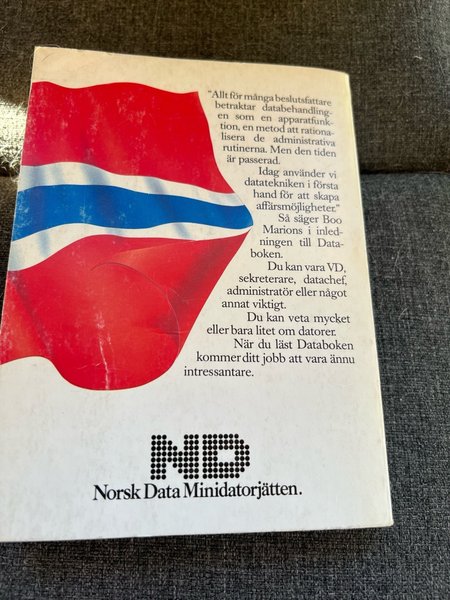 "Allt för många beslutsfattare
betraktar databehandling-
en som en apparatfunk-
tion, en metod att rationa-
lisera de administrativa
rutinerna. Men den tiden
är passerad.
Idag använder vi
datatekniken i första
hand för att skapa
affärsmöjligheter."
Så säger Boo
Marions i inled-
ningen till Data-
boken.
Du kan vara VD,
sekreterare, datachef,
administratör eller något
annat viktigt.
Du kan veta mycket
eller bara litet om datorer.
När du läst Databoken
kommer ditt jobb att vara ännu
intressantare.
ND
Norsk Data Minidatorjätten.